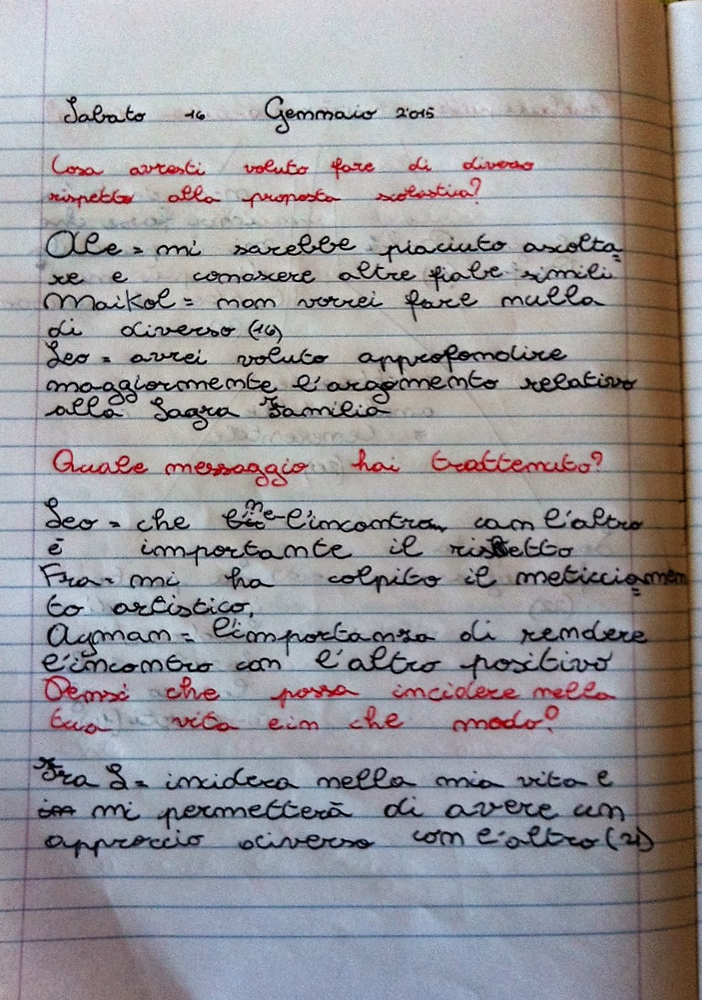 Sabato 16 Gennaio 2015
Cosa avresti voluto fare di diverso
rispetto alla proposta scolastica?
Ale = mi sarebbe piaciuto ascolta=
re e conoscere altre fiabe simili
Maikol = non vorrei fare nulla
di diverso (16)
Leo = avrei voluto approfondire
maggiormente l'argomento relativo
alla Sagra Familia
Quale messaggio hai trattenuto?
Leo = che ne l'incontro con l'altro
è importante il rispetto
Fra = mi ha colpito il meticciamen=
to artistico.
Ayman = l'importanza di rendere
l'incontro con l'altro positivo
Pensi che possa incidere nella
tua vita e in che modo?
Fra S = inciderà nella mia vita e
mi permetterà di avere un
approccio diverso con l'altro (21)